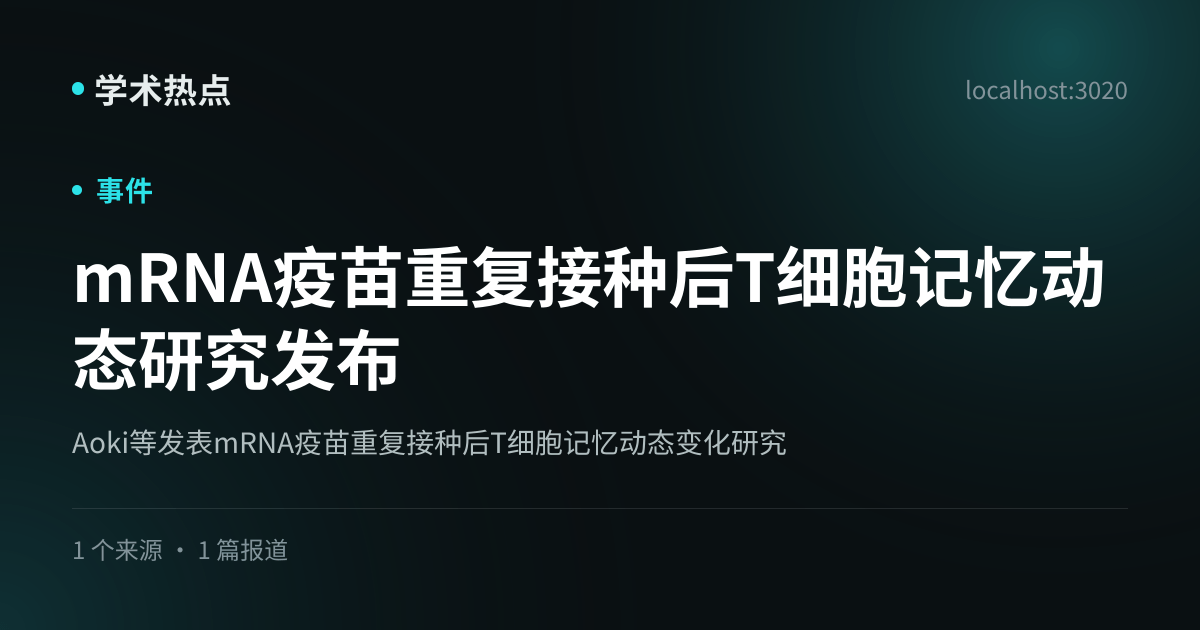 学术热点
localhost:3020
事件
mRNA疫苗重复接种后T细胞记忆动
态研究发布
Aoki等发表mRNA疫苗重复接种后T细胞记忆动态变化研究
1 个来源 · 1 篇报道